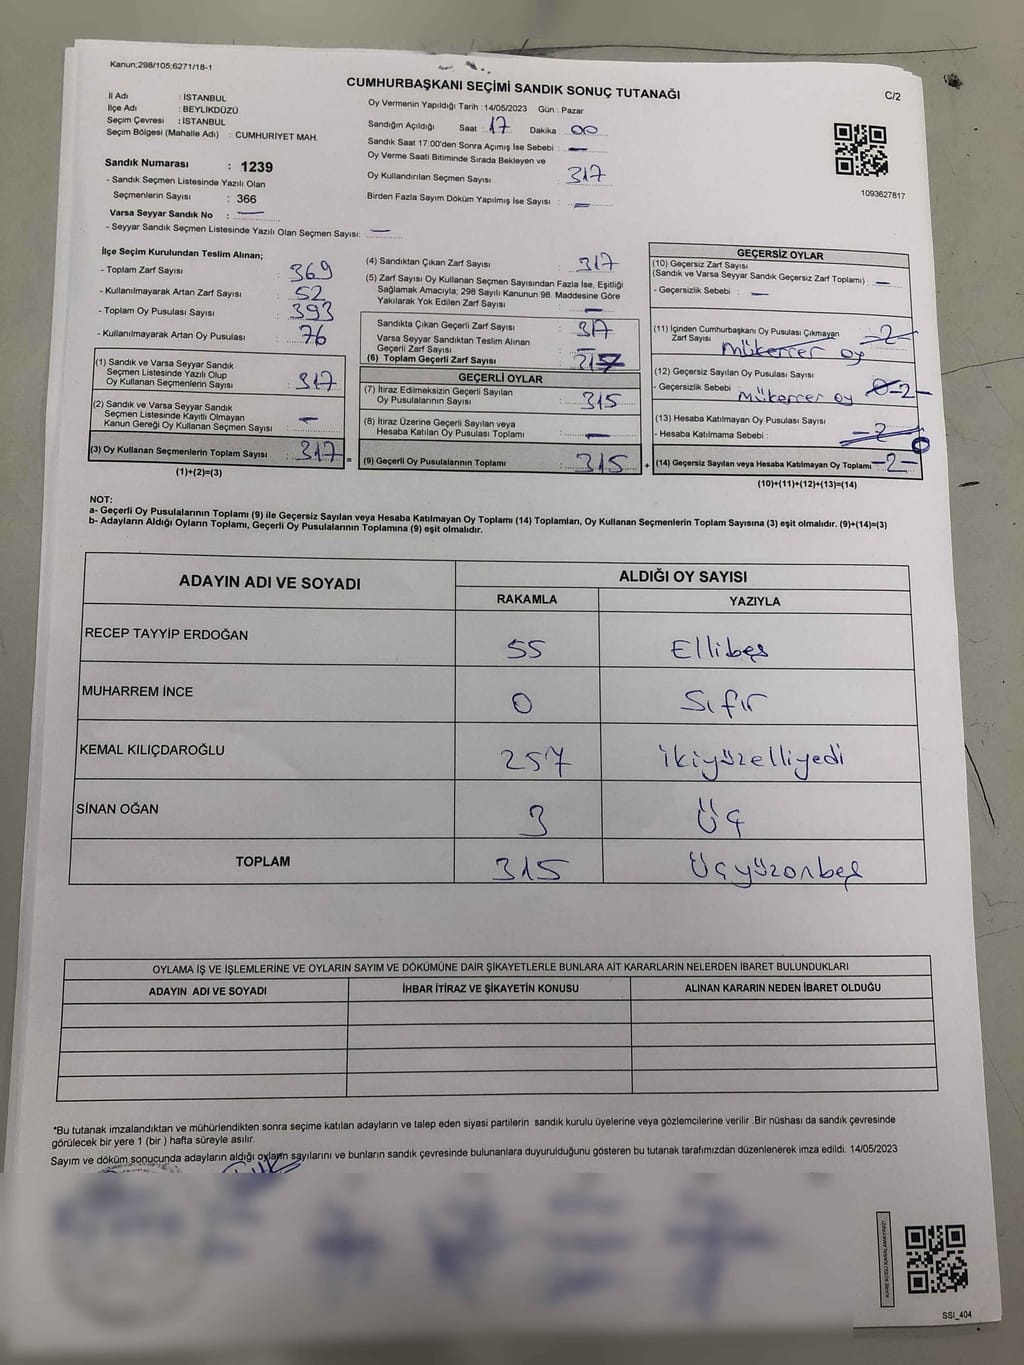 Kanun;298/105;6271/18-1
CUMHURBAŞKANI SEÇİMİ SANDIK SONUÇ TUTANAĞI
C/2
İl Adı : İSTANBUL
İlçe Adı : BEYLİKDÜZÜ
Seçim Çevresi : İSTANBUL
Seçim Bölgesi (Mahalle Adı) : CUMHURİYET MAH.
Sandık Numarası : 1239
- Sandık Seçmen Listesinde Yazılı Olan
Seçmenlerin Sayısı : 366
Varsa Seyyar Sandık No : —
- Seyyar Sandık Seçmen Listesinde Yazılı Olan Seçmen Sayısı: —
Oy Vermenin Yapıldığı Tarih :14/05/2023 Gün : Pazar
Sandığın Açıldığı Saat : 17 Dakika : 00
Sandık Saat 17:00'den Sonra Açımış İse Sebebi : —
Oy Verme Saati Bitiminde Sırada Bekleyen ve
Oy Kullandırılan Seçmen Sayısı : 317
Birden Fazla Sayım Döküm Yapılmış İse Sayısı : —
1093627817
İlçe Seçim Kurulundan Teslim Alınan;
- Toplam Zarf Sayısı : 369
- Kullanılmayarak Artan Zarf Sayısı : 52
- Toplam Oy Pusulası Sayısı : 393
- Kullanılmayarak Artan Oy Pusulası : 76
(1) Sandık ve Varsa Seyyar Sandık
Seçmen Listesinde Yazılı Olup
Oy Kullanan Seçmenlerin Sayısı : 317
(2) Sandık ve Varsa Seyyar Sandık
Seçmen Listesinde Kayıtlı Olmayan
Kanun Gereği Oy Kullanan Seçmen Sayısı : —
(3) Oy Kullanan Seçmenlerin Toplam Sayısı : 317 =
(1)+(2)=(3)
(4) Sandıktan Çıkan Zarf Sayısı : 317
(5) Zarf Sayısı Oy Kullanan Seçmen Sayısından Fazla İse, Eşitliği
Sağlamak Amacıyla; 298 Sayılı Kanunun 98. Maddesine Göre
Yakılarak Yok Edilen Zarf Sayısı : —
Sandıkta Çıkan Geçerli Zarf Sayısı : 317
Varsa Seyyar Sandıktan Teslim Alınan
Geçerli Zarf Sayısı : —
(6) Toplam Geçerli Zarf Sayısı : 317
GEÇERLİ OYLAR
(7) İtiraz Edilmeksizin Geçerli Sayılan
Oy Pusulalarının Sayısı : 315
(8) İtiraz Üzerine Geçerli Sayılan veya
Hesaba Katılan Oy Pusulası Toplamı : —
(9) Geçerli Oy Pusulalarının Toplamı : 315 +
GEÇERSİZ OYLAR
(10) Geçersiz Zarf Sayısı
(Sandık ve Varsa Seyyar Sandık Geçersiz Zarf Toplamı) : —
- Geçersizlik Sebebi : —
(11) İçinden Cumhurbaşkanı Oy Pusulası Çıkmayan
Zarf Sayısı : 2
mükerrer oy
(12) Geçersiz Sayılan Oy Pusulası Sayısı
- Geçersizlik Sebebi : mükerrer oy 0-2-
(13) Hesaba Katılmayan Oy Pusulası Sayısı
- Hesaba Katılmama Sebebi : -2- 0
(14) Geçersiz Sayılan veya Hesaba Katılmayan Oy Toplamı : -2-
(10)+(11)+(12)+(13)=(14)
NOT:
a- Geçerli Oy Pusulalarının Toplamı (9) ile Geçersiz Sayılan veya Hesaba Katılmayan Oy Toplamı (14) Toplamları, Oy Kullanan Seçmenlerin Toplam Sayısına (3) eşit olmalıdır. (9)+(14)=(3)
b- Adayların Aldığı Oyların Toplamı, Geçerli Oy Pusulalarının Toplamına (9) eşit olmalıdır.
ADAYIN ADI VE SOYADI
ALDIĞI OY SAYISI
RAKAMLA YAZIYLA
RECEP TAYYİP ERDOĞAN 55 Ellibeş
MUHARREM İNCE 0 Sıfır
KEMAL KILIÇDAROĞLU 257 ikiyüzelliyedi
SİNAN OĞAN 3 Üç
TOPLAM 315 Üçyüzonbeş
OYLAMA İŞ VE İŞLEMLERİNE VE OYLARIN SAYIM VE DÖKÜMÜNE DAİR ŞİKAYETLERLE BUNLARA AİT KARARLARIN NELERDEN İBARET BULUNDUKLARI
ADAYIN ADI VE SOYADI İHBAR İTİRAZ VE ŞİKAYETİN KONUSU ALINAN KARARIN NEDEN İBARET OLDUĞU
*Bu tutanak imzalandıktan ve mühürlendikten sonra seçime katılan adayların ve talep eden siyasi partilerin sandık kurulu üyelerine veya gözlemcilerine verilir. Bir nüshası da sandık çevresinde
görülecek bir yere 1 (bir ) hafta süreyle asılır.
Sayım ve döküm sonucunda adayların aldığı oyların sayılarını ve bunların sandık çevresinde bulunanlara duyurulduğunu gösteren bu tutanak tarafımızdan düzenlenerek imza edildi. 14/05/2023
KARE KODU KARALAMAYINIZ!
SSI_404